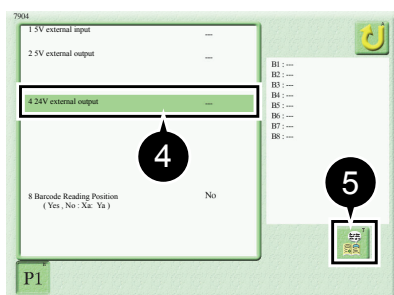 7904
1 5V external input ---
2 5V external output ---
4 24V external output ---
8 Barcode Reading Position No
( Yes , No : Xa: Ya )
B1 : ---
B2 : ---
B3 : ---
B4 : ---
B5 : ---
B6 : ---
B7 : ---
B8 : ---
4
5
7
P1